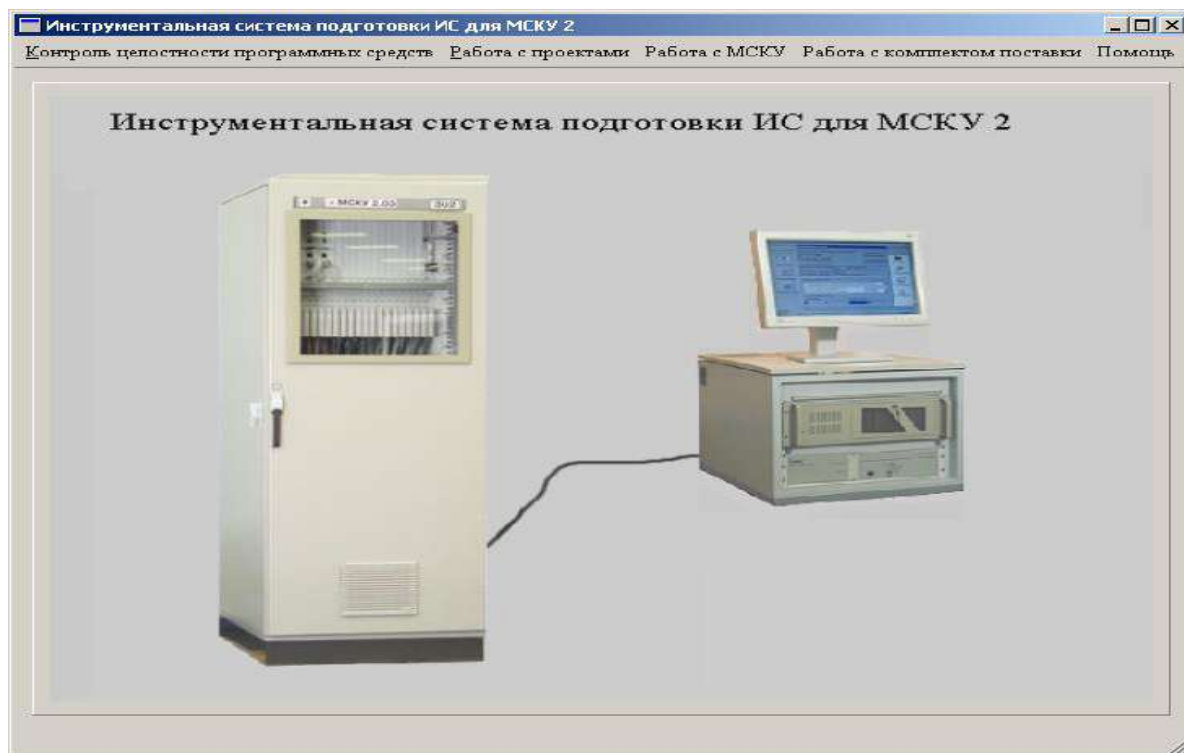 Инструментальная система подготовки ИС для МСКУ 2
Контроль целостности программных средств Работа с проектами Работа с МСКУ Работа с комплектом поставки Помощь
Инструментальная система подготовки ИС для МСКУ 2
МСКУ 2.03